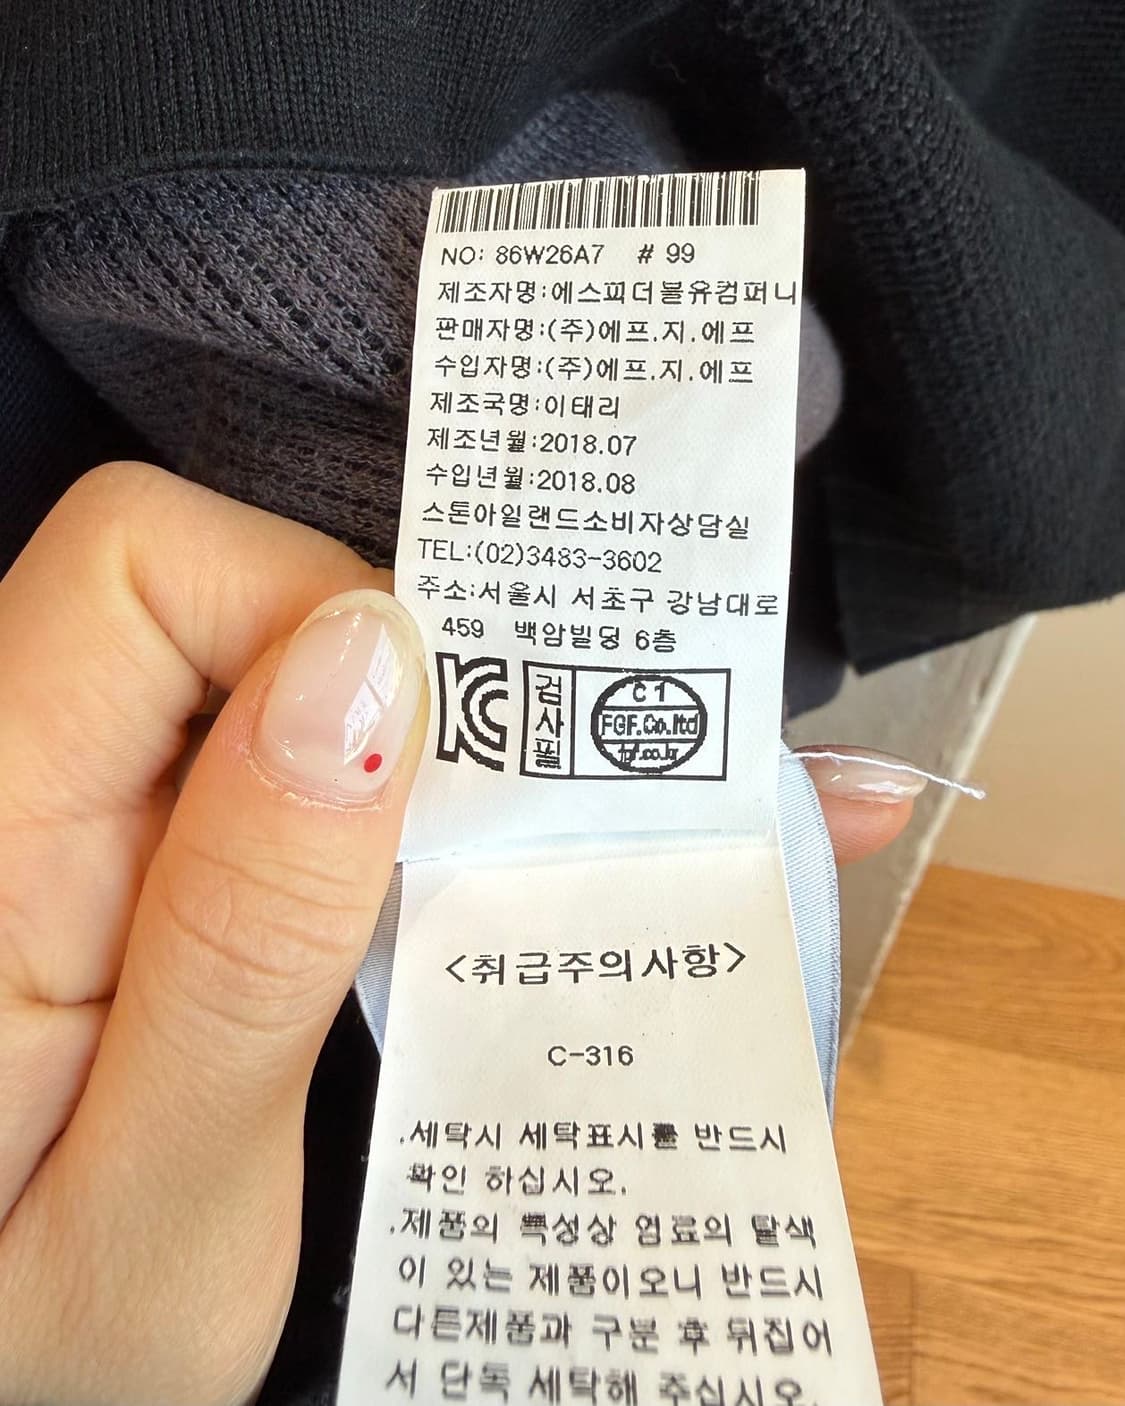 NO: 86W26A7 # 99
제조자명:에스피더블유컴퍼니
판매자명:(주)에프.지.에프
수입자명:(주)에프.지.에프
제조국명:이태리
제조년월:2018.07
수입년월:2018.08
스톤아일랜드소비자상담실
TEL:(02)3483-3602
주소:서울시 서초구 강남대로
459 백암빌딩 6층
KC
검사필
C 1
FGF.Co.ltd
fgf.co.kr
<취급주의사항>
C-316
.세탁시 세탁표시를 반드시
확인 하십시오.
.제품의 특성상 염료의 탈색
이 있는 제품이오니 반드시
다른제품과 구분 후 뒤집어
서 단독 세탁해 주십시오.